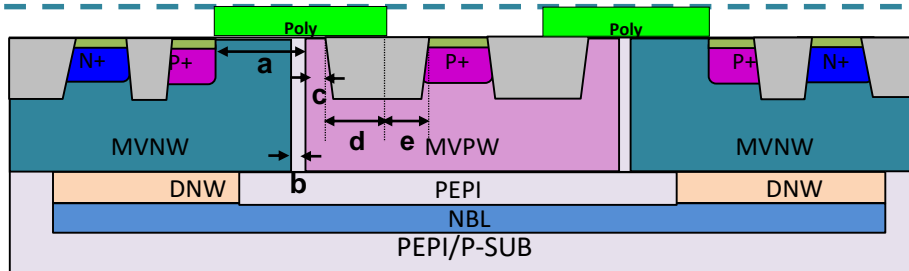 Poly Poly
N+ P+ a P+ P+ N+
c
d e
MVNW MVPW MVNW
b
DNW PEPI DNW
NBL
PEPI/P-SUB